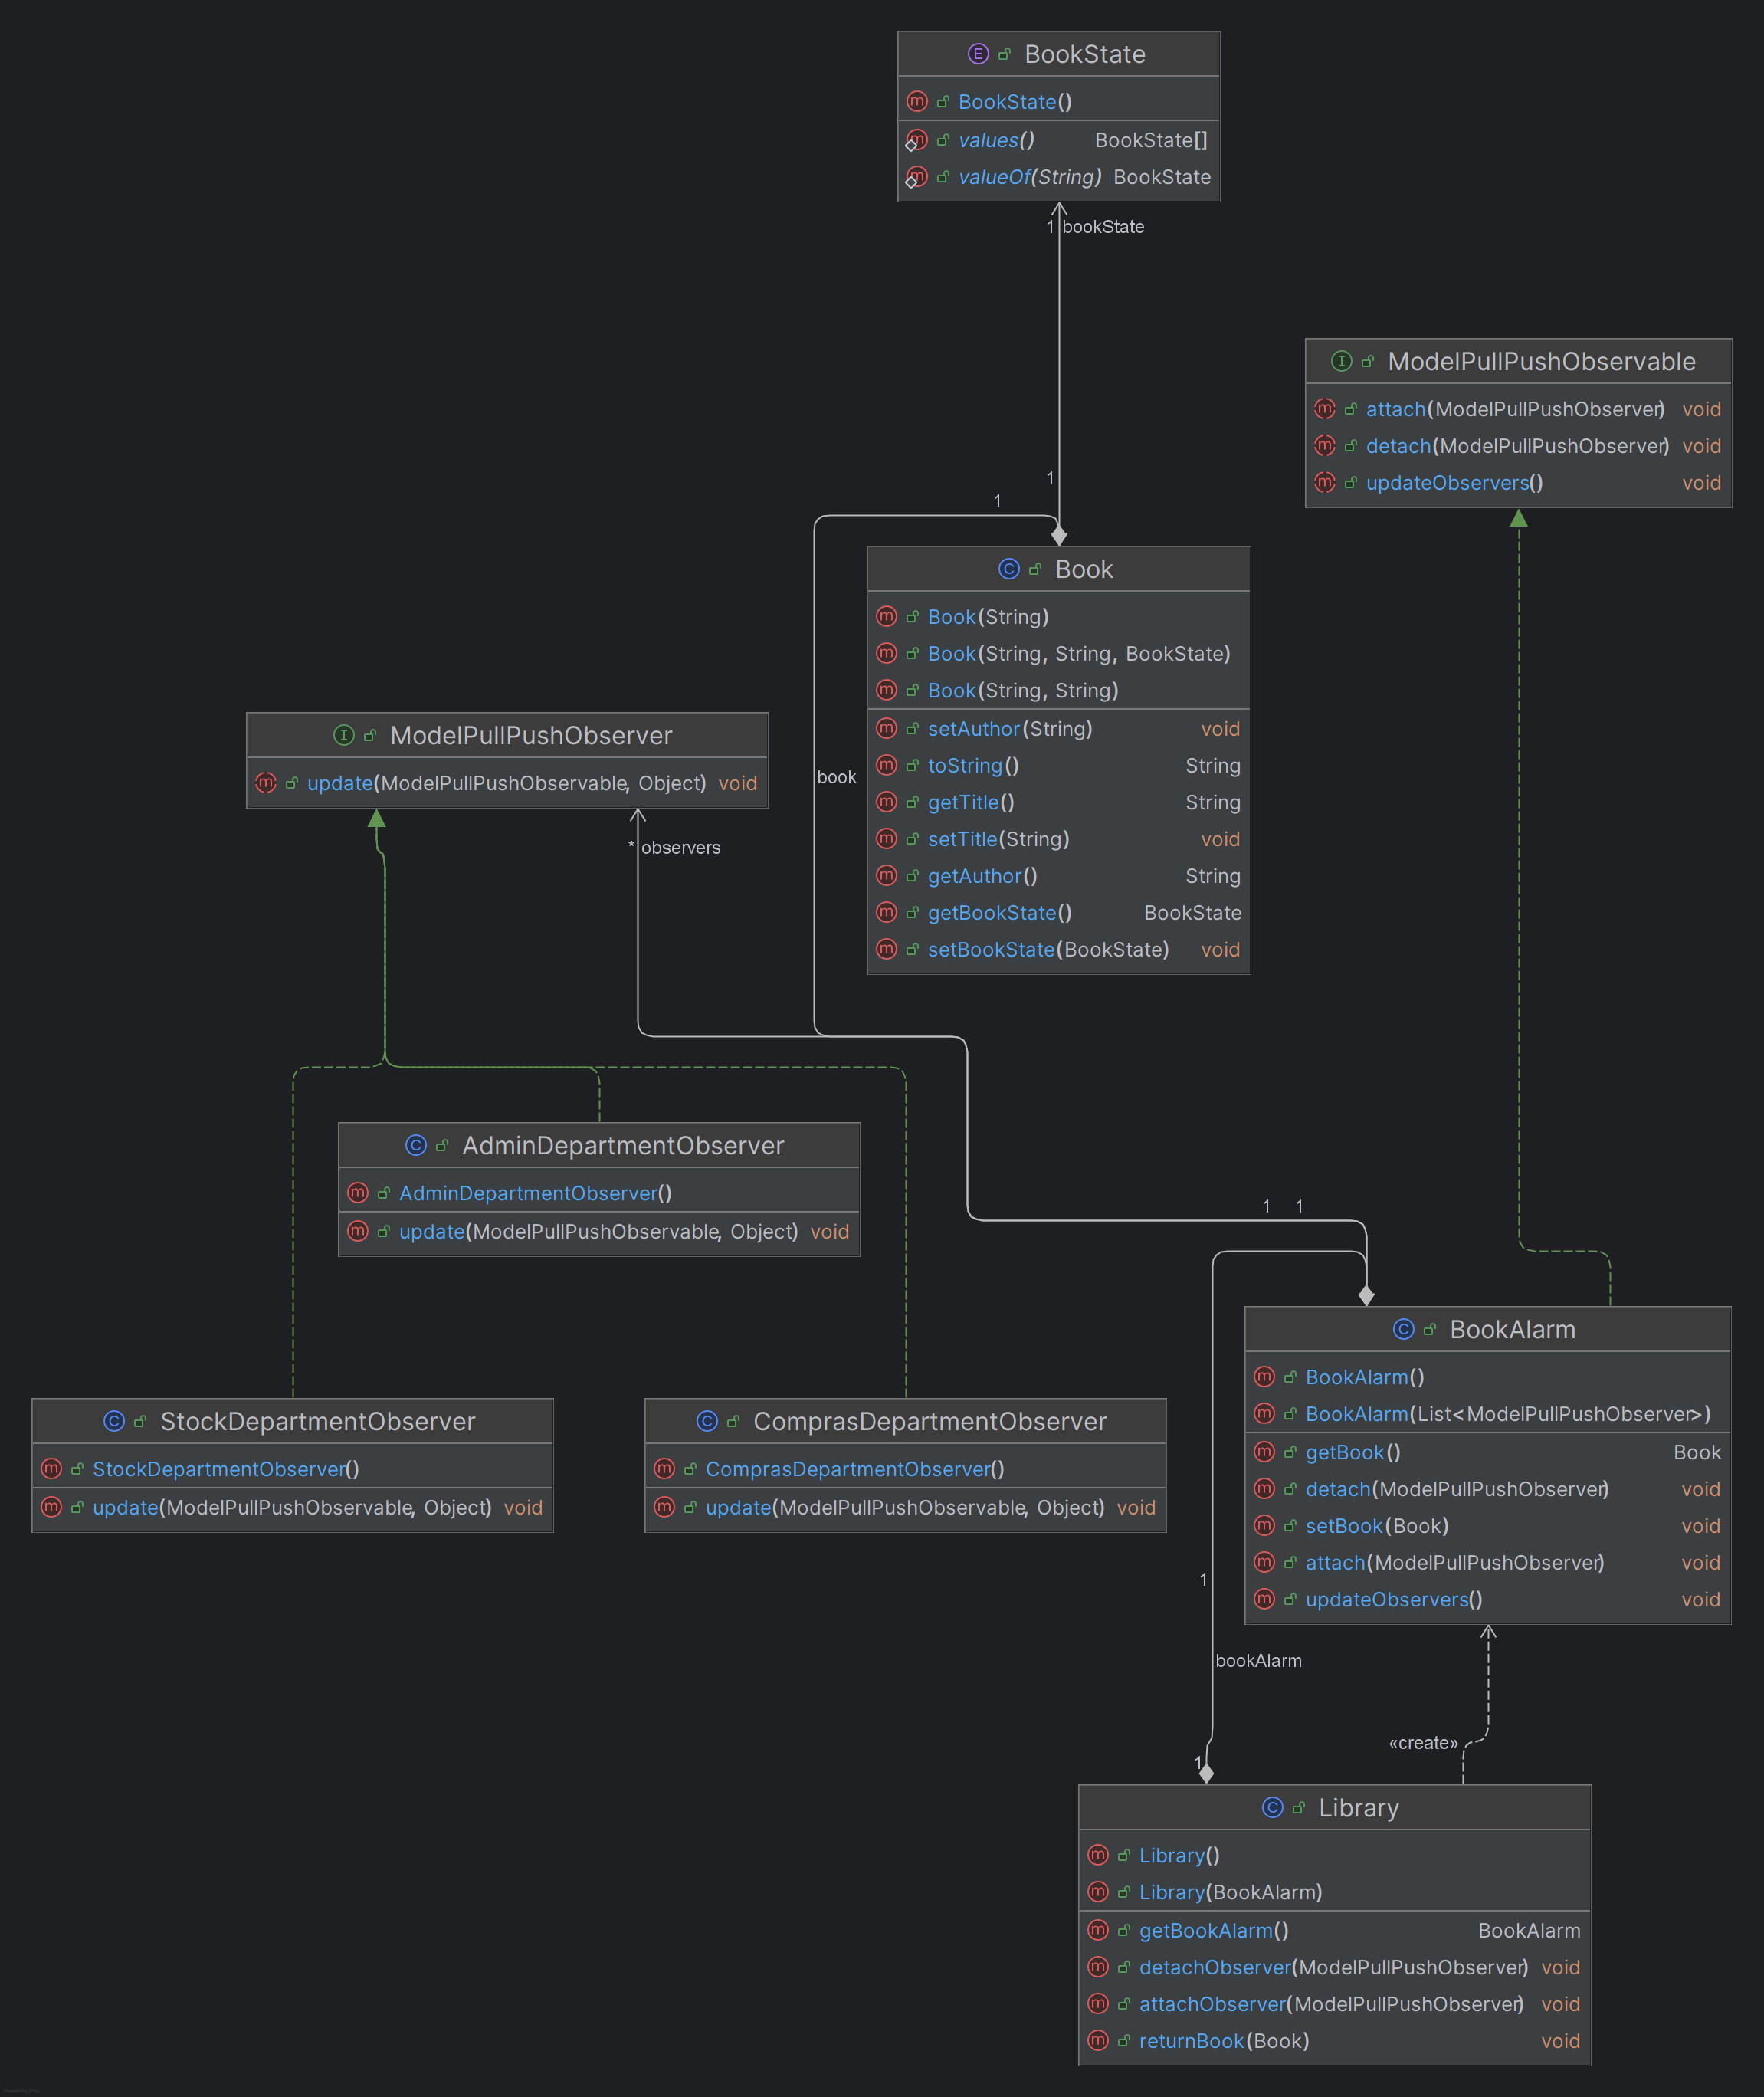 BookState
BookState()
values() BookState[]
valueOf(String) BookState
1 bookState
ModelPullPushObservable
attach(ModelPullPushObserver) void
detach(ModelPullPushObserver) void
updateObservers() void
1
1
Book
Book(String)
Book(String, String, BookState)
Book(String, String)
setAuthor(String) void
toString() String
getTitle() String
setTitle(String) void
getAuthor() String
getBookState() BookState
setBookState(BookState) void
book
ModelPullPushObserver
update(ModelPullPushObservable, Object) void
* observers
AdminDepartmentObserver
AdminDepartmentObserver()
update(ModelPullPushObservable, Object) void
1 1
BookAlarm
BookAlarm()
BookAlarm(List<ModelPullPushObserver>)
getBook() Book
detach(ModelPullPushObserver) void
setBook(Book) void
attach(ModelPullPushObserver) void
updateObservers() void
StockDepartmentObserver
StockDepartmentObserver()
update(ModelPullPushObservable, Object) void
ComprasDepartmentObserver
ComprasDepartmentObserver()
update(ModelPullPushObservable, Object) void
1
bookAlarm
«create»
1
Library
Library()
Library(BookAlarm)
getBookAlarm() BookAlarm
detachObserver(ModelPullPushObserver) void
attachObserver(ModelPullPushObserver) void
returnBook(Book) void